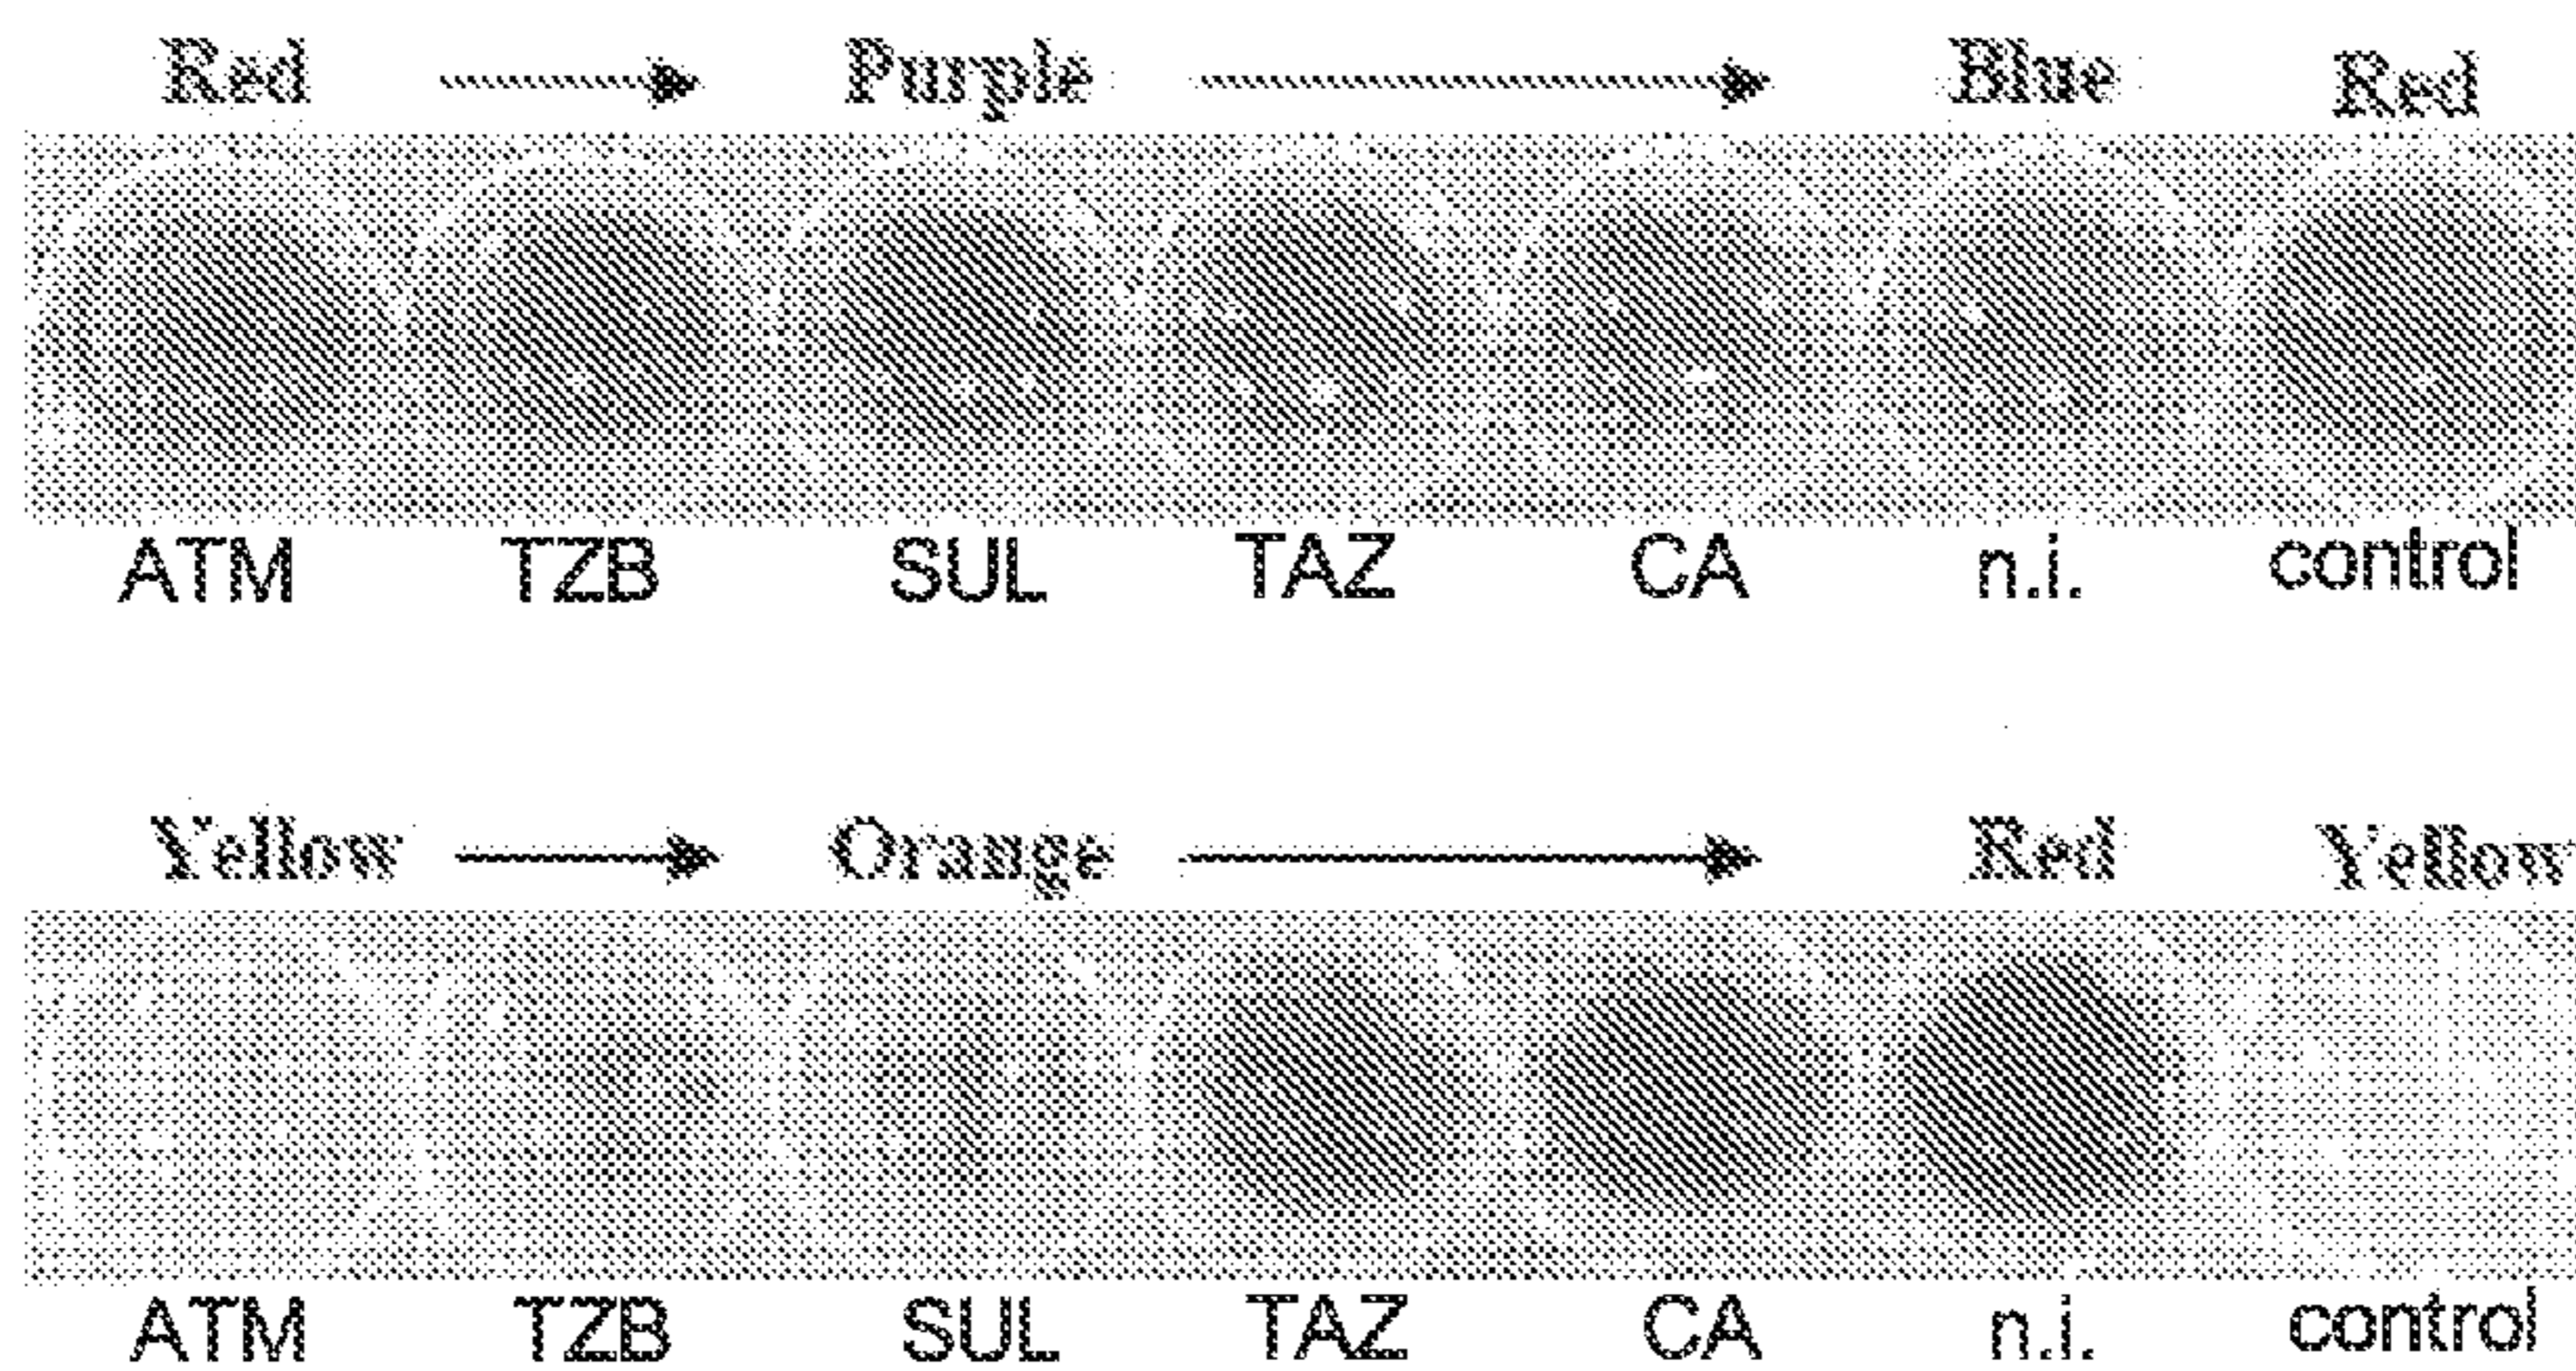 Red Purple Blue Red
ATM TZB SUL TAZ CA n.i. control
Yellow Orange Red Yellow
ATM TZB SUL TAZ CA n.i. control